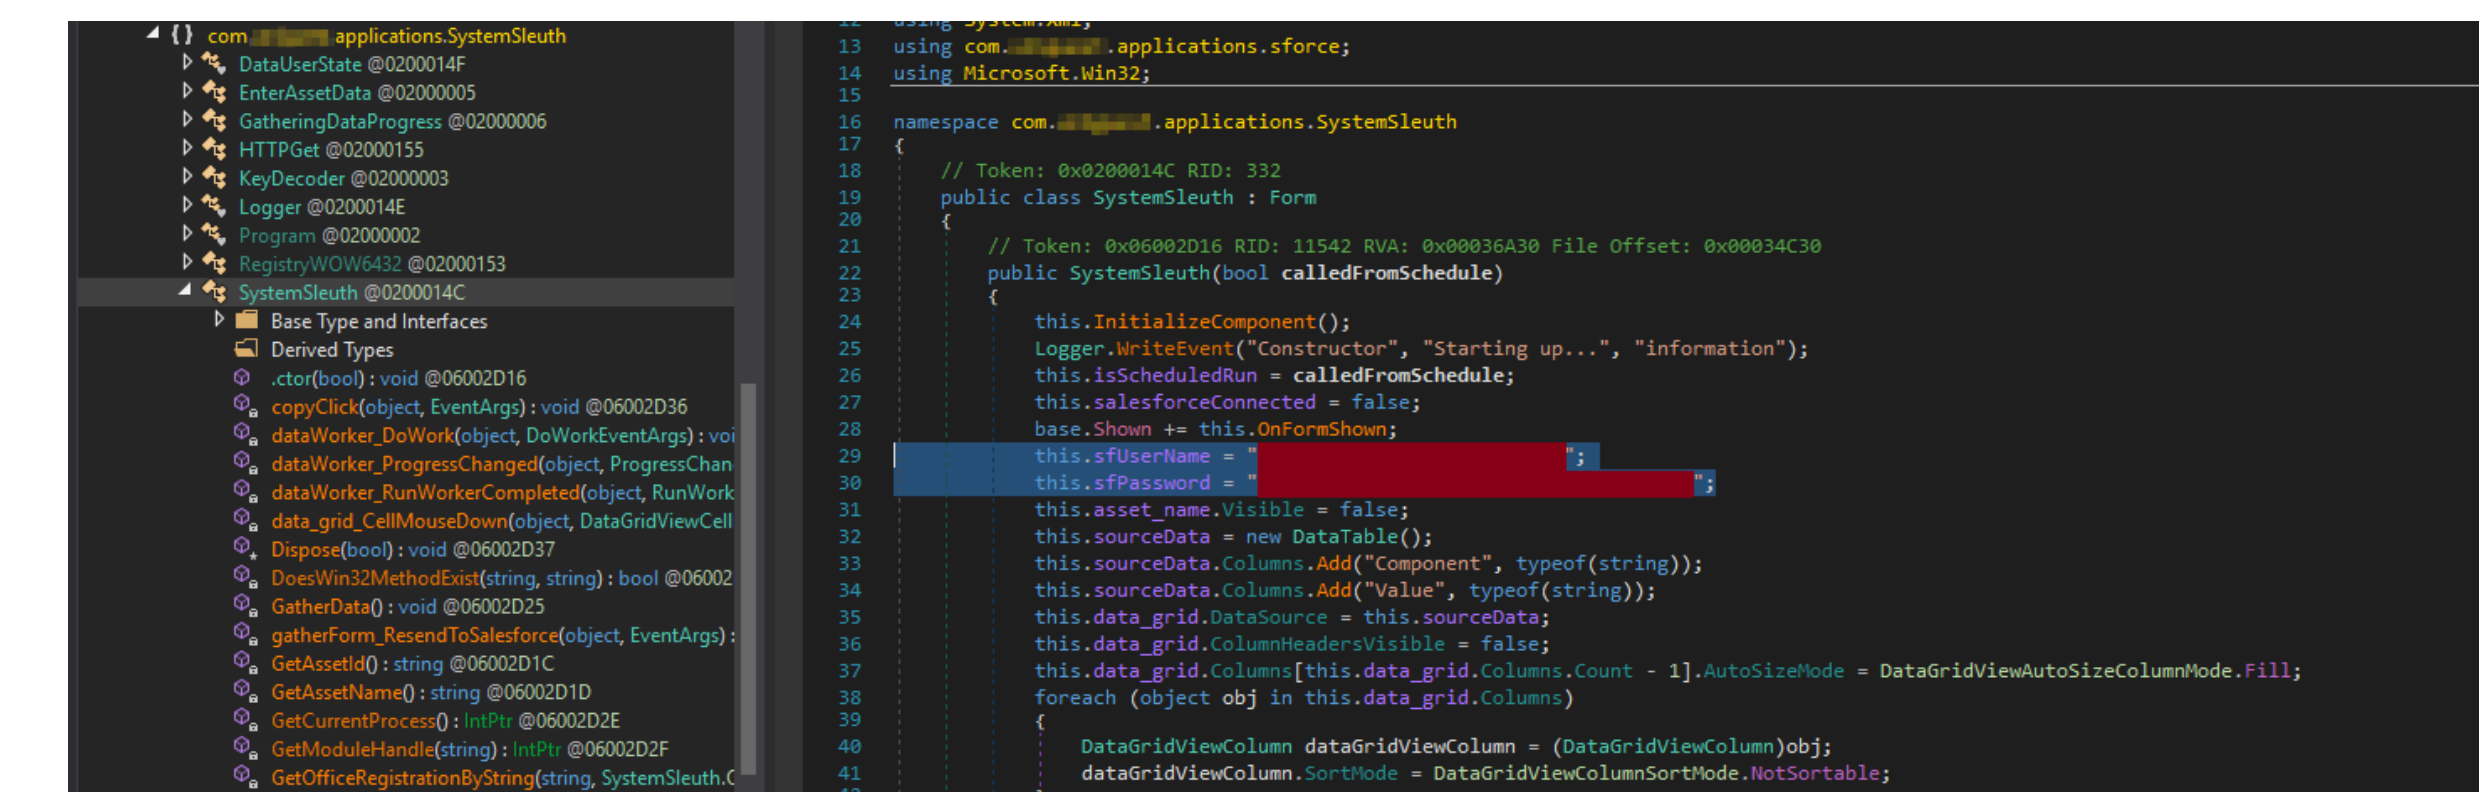 { } com. applications.SystemSleuth
DataUserState @0200014F
EnterAssetData @02000005
GatheringDataProgress @02000006
HTTPGet @02000155
KeyDecoder @02000003
Logger @0200014E
Program @02000002
RegistryWOW6432 @02000153
SystemSleuth @0200014C
Base Type and Interfaces
Derived Types
.ctor(bool) : void @06002D16
copyClick(object, EventArgs) : void @06002D36
dataWorker_DoWork(object, DoWorkEventArgs) : voi
dataWorker_ProgressChanged(object, ProgressChan
dataWorker_RunWorkerCompleted(object, RunWork
data_grid_CellMouseDown(object, DataGridViewCell
Dispose(bool) : void @06002D37
DoesWin32MethodExist(string, string) : bool @06002
GatherData() : void @06002D25
gatherForm_ResendToSalesforce(object, EventArgs) :
GetAssetId() : string @06002D1C
GetAssetName() : string @06002D1D
GetCurrentProcess() : IntPtr @06002D2E
GetModuleHandle(string) : IntPtr @06002D2F
GetOfficeRegistrationByString(string, SystemSleuth.O
12 using System.Xml;
13 using com. .applications.sforce;
14 using Microsoft.Win32;
15
16 namespace com. .applications.SystemSleuth
17 {
18 // Token: 0x0200014C RID: 332
19 public class SystemSleuth : Form
20 {
21 // Token: 0x06002D16 RID: 11542 RVA: 0x00036A30 File Offset: 0x00034C30
22 public SystemSleuth(bool calledFromSchedule)
23 {
24 this.InitializeComponent();
25 Logger.WriteEvent("Constructor", "Starting up...", "information");
26 this.isScheduledRun = calledFromSchedule;
27 this.salesforceConnected = false;
28 base.Shown += this.OnFormShown;
29 this.sfUserName = " ";
30 this.sfPassword = " ";
31 this.asset_name.Visible = false;
32 this.sourceData = new DataTable();
33 this.sourceData.Columns.Add("Component", typeof(string));
34 this.sourceData.Columns.Add("Value", typeof(string));
35 this.data_grid.DataSource = this.sourceData;
36 this.data_grid.ColumnHeadersVisible = false;
37 this.data_grid.Columns[this.data_grid.Columns.Count - 1].AutoSizeMode = DataGridViewAutoSizeColumnMode.Fill;
38 foreach (object obj in this.data_grid.Columns)
39 {
40 DataGridViewColumn dataGridViewColumn = (DataGridViewColumn)obj;
41 dataGridViewColumn.SortMode = DataGridViewColumnSortMode.NotSortable;